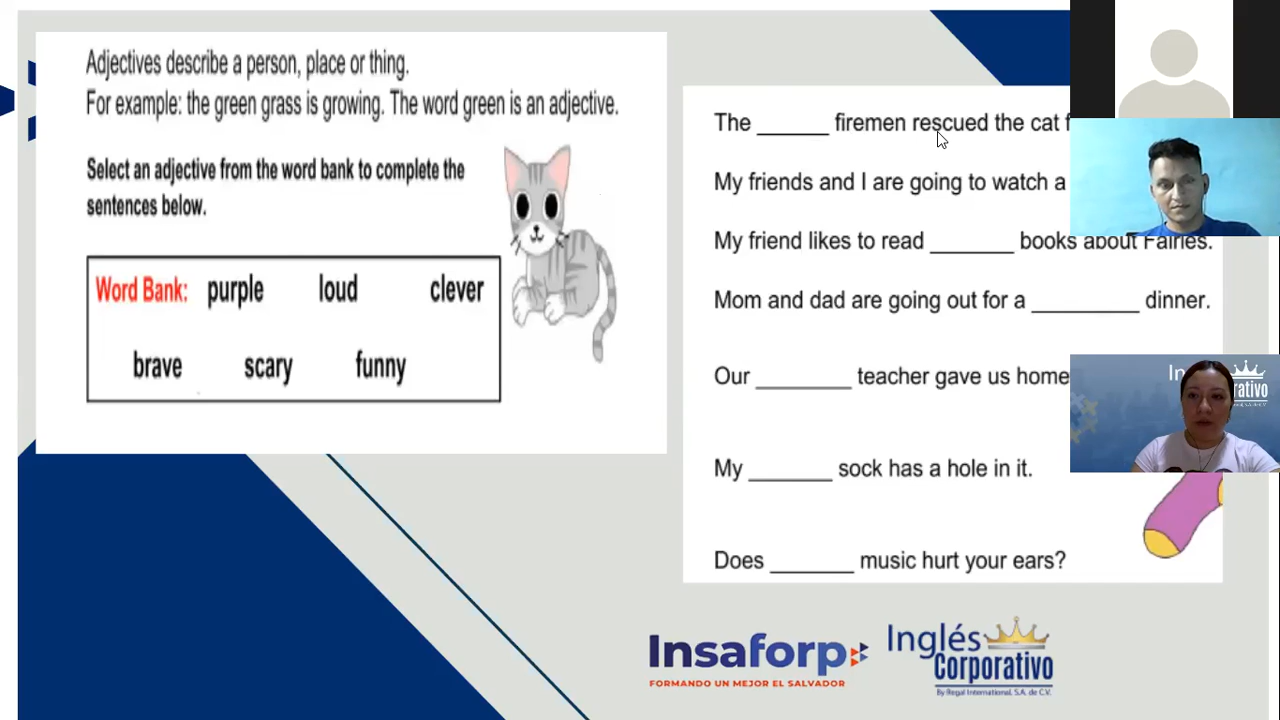 Adjectives describe a person, place or thing.
For example: the green grass is growing. The word green is an adjective.
Select an adjective from the word bank to complete the
sentences below.
Word Bank: purple loud clever
brave scary funny
The ______ firemen rescued the cat
My friends and I are going to watch a
My friend likes to read _______ books about Fairies.
Mom and dad are going out for a _________ dinner.
Our ________ teacher gave us home
My _______ sock has a hole in it.
Does _______ music hurt your ears?
Insaforp
FORMANDO UN MEJOR EL SALVADOR
Inglés
Corporativo
By Regal International, S.A. de C.V.